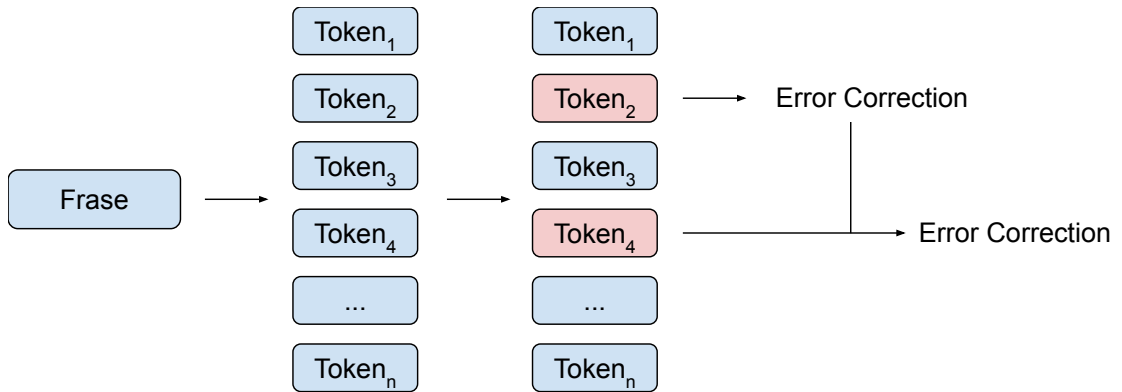 Frase
Token₁
Token₂
Token₃
Token₄
...
Tokenₙ
Token₁
Token₂
Token₃
Token₄
...
Tokenₙ
Error Correction
Error Correction